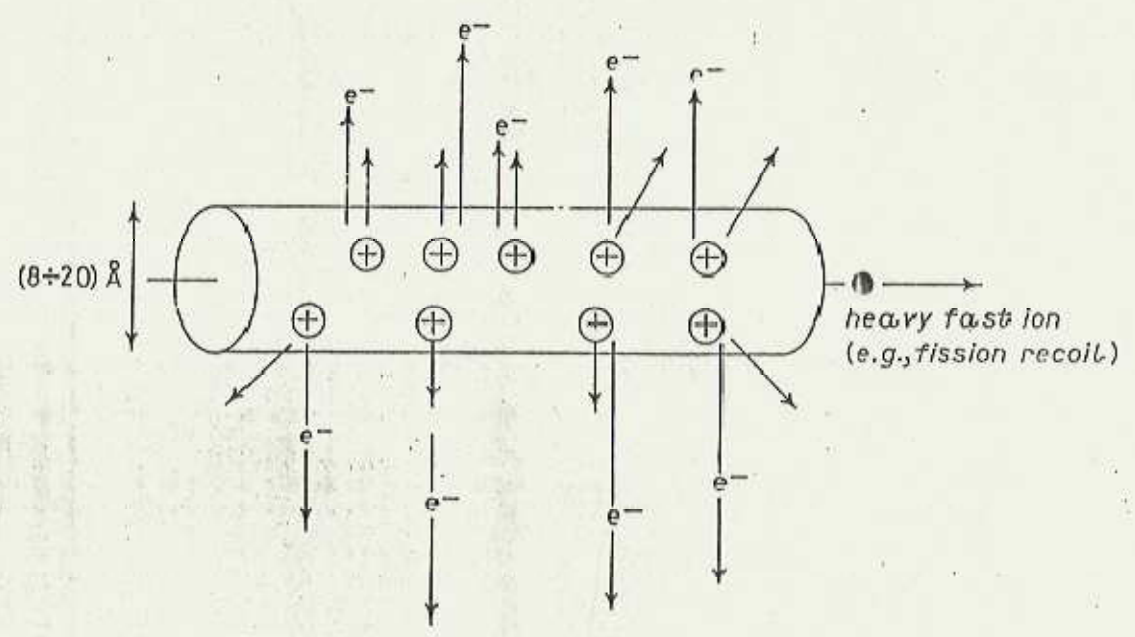 e⁻
e⁻
e⁻
e⁻
e⁻
(8÷20) Å
heavy fast ion
(e.g., fission recoil)
e⁻
e⁻
e⁻
e⁻